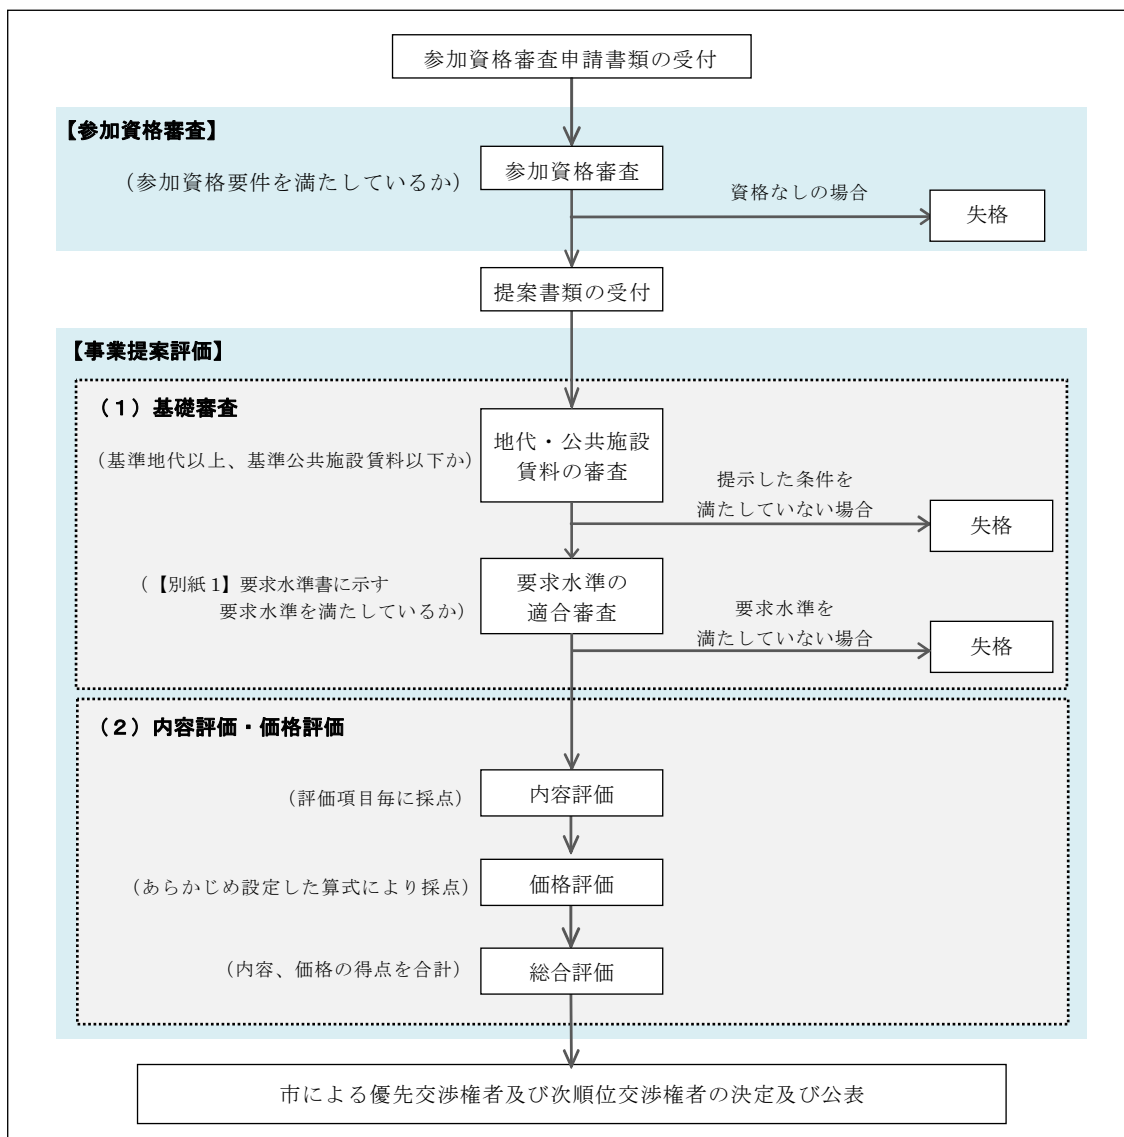 参加資格審査申請書類の受付
【参加資格審査】
（参加資格要件を満たしているか）
参加資格審査
資格なしの場合
失格
提案書類の受付
【事業提案評価】
（１）基礎審査
（基準地代以上、基準公共施設賃料以下か）
地代・公共施設
賃料の審査
提示した条件を
満たしていない場合
失格
（【別紙 1】要求水準書に示す
要求水準を満たしているか）
要求水準の
適合審査
要求水準を
満たしていない場合
失格
（２）内容評価・価格評価
（評価項目毎に採点）
内容評価
（あらかじめ設定した算式により採点）
価格評価
（内容、価格の得点を合計）
総合評価
市による優先交渉権者及び次順位交渉権者の決定及び公表